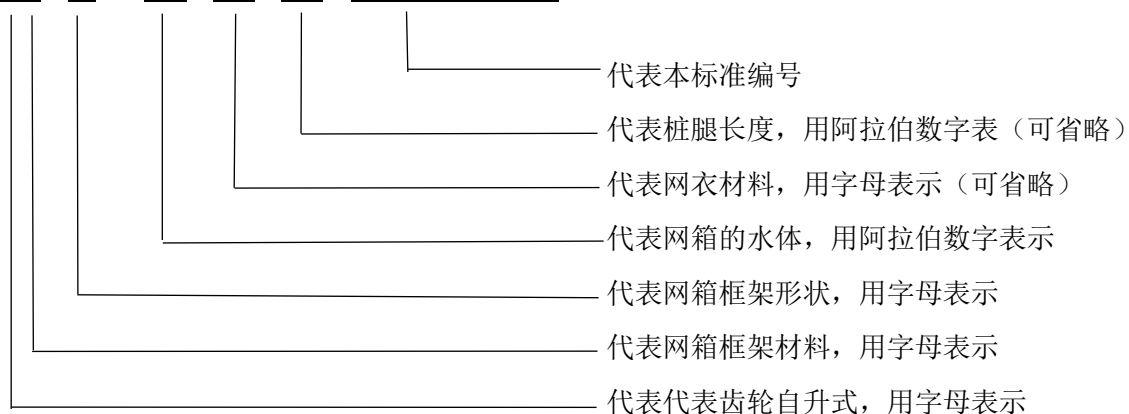 代表本标准编号
代表桩腿长度，用阿拉伯数字表（可省略）
代表网衣材料，用字母表示（可省略）
代表网箱的水体，用阿拉伯数字表示
代表网箱框架形状，用字母表示
代表网箱框架材料，用字母表示
代表代表齿轮自升式，用字母表示